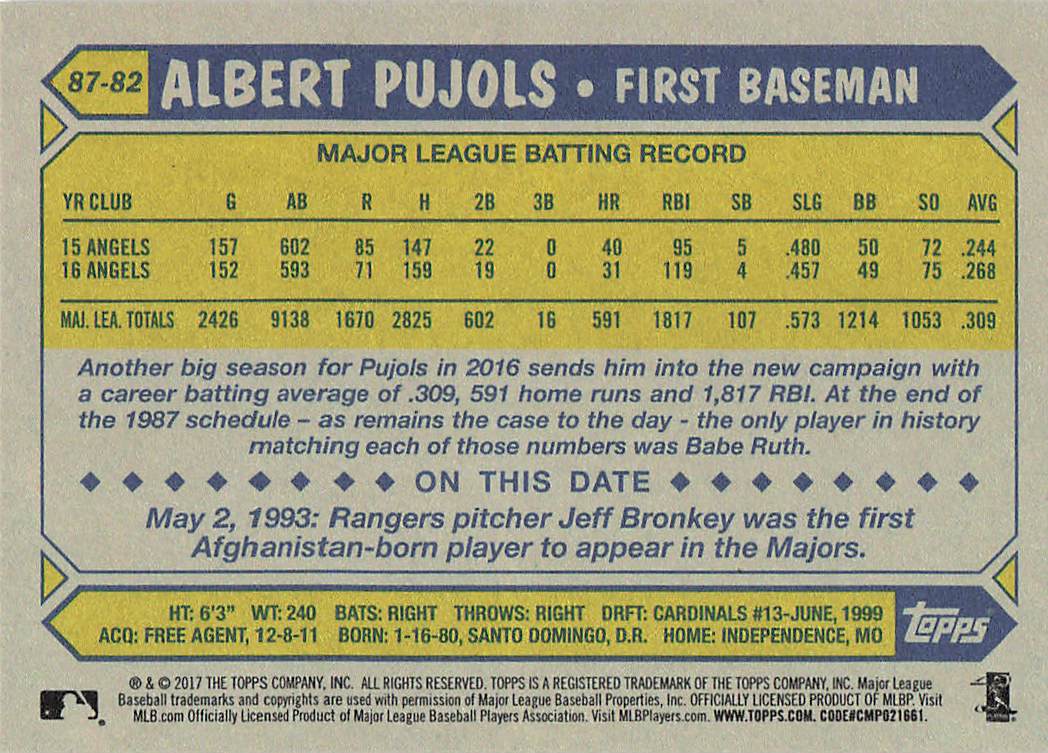 87-82 ALBERT PUJOLS • FIRST BASEMAN
MAJOR LEAGUE BATTING RECORD
YR CLUB G AB R H 2B 3B HR RBI SB SLG BB SO AVG
15 ANGELS 157 602 85 147 22 0 40 95 5 .480 50 72 .244
16 ANGELS 152 593 71 159 19 0 31 119 4 .457 49 75 .268
MAJ. LEA. TOTALS 2426 9138 1670 2825 602 16 591 1817 107 .573 1214 1053 .309
Another big season for Pujols in 2016 sends him into the new campaign with
a career batting average of .309, 591 home runs and 1,817 RBI. At the end of
the 1987 schedule – as remains the case to the day - the only player in history
matching each of those numbers was Babe Ruth.
◆ ◆ ◆ ◆ ◆ ◆ ◆ ◆ ON THIS DATE ◆ ◆ ◆ ◆ ◆ ◆ ◆ ◆
May 2, 1993: Rangers pitcher Jeff Bronkey was the first
Afghanistan-born player to appear in the Majors.
HT: 6'3" WT: 240 BATS: RIGHT THROWS: RIGHT DRFT: CARDINALS #13-JUNE, 1999
ACQ: FREE AGENT, 12-8-11 BORN: 1-16-80, SANTO DOMINGO, D.R. HOME: INDEPENDENCE, MO
Topps
® & © 2017 THE TOPPS COMPANY, INC. ALL RIGHTS RESERVED. TOPPS IS A REGISTERED TRADEMARK OF THE TOPPS COMPANY, INC. Major League
Baseball trademarks and copyrights are used with permission of Major League Baseball Properties, Inc. OFFICIALLY LICENSED PRODUCT OF MLBP. Visit
MLB.com Officially Licensed Product of Major League Baseball Players Association. Visit MLBPlayers.com. WWW.TOPPS.COM. CODE#CMP021661.